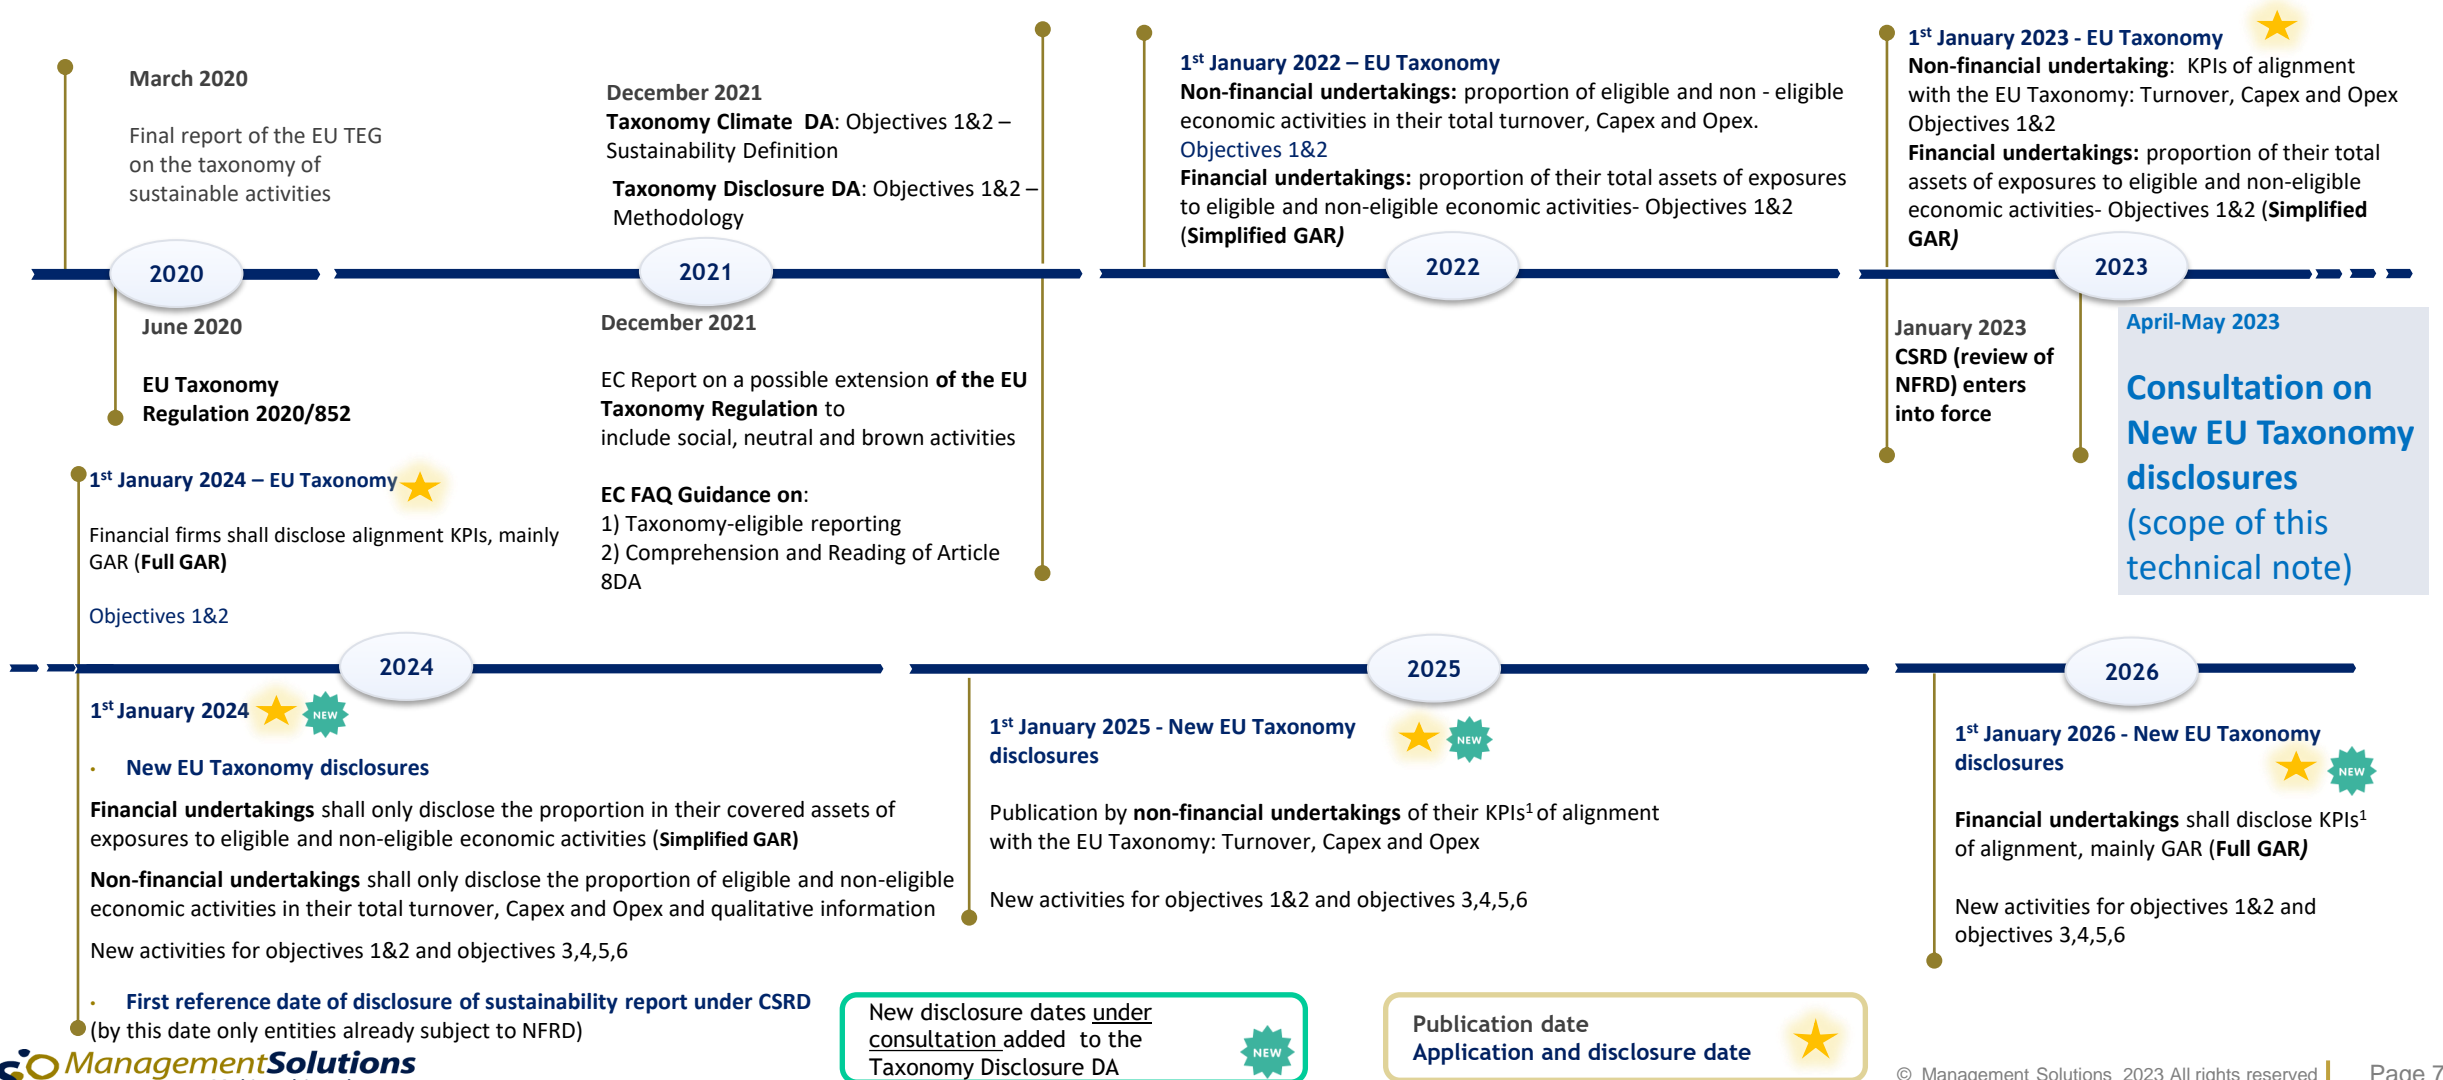 March 2020
Final report of the EU TEG
on the taxonomy of
sustainable activities
December 2021
Taxonomy Climate DA: Objectives 1&2 –
Sustainability Definition
Taxonomy Disclosure DA: Objectives 1&2 –
Methodology
1st January 2022 – EU Taxonomy
Non-financial undertakings: proportion of eligible and non - eligible
economic activities in their total turnover, Capex and Opex.
Objectives 1&2
Financial undertakings: proportion of their total assets of exposures
to eligible and non-eligible economic activities- Objectives 1&2
(Simplified GAR)
1st January 2023 - EU Taxonomy
Non-financial undertaking: KPIs of alignment
with the EU Taxonomy: Turnover, Capex and Opex
Objectives 1&2
Financial undertakings: proportion of their total
assets of exposures to eligible and non-eligible
economic activities- Objectives 1&2 (Simplified
GAR)
2020
2021
2022
2023
June 2020
EU Taxonomy
Regulation 2020/852
December 2021
EC Report on a possible extension of the EU
Taxonomy Regulation to
include social, neutral and brown activities
EC FAQ Guidance on:
1) Taxonomy-eligible reporting
2) Comprehension and Reading of Article
8DA
January 2023
CSRD (review of
NFRD) enters
into force
April-May 2023
Consultation on
New EU Taxonomy
disclosures
(scope of this
technical note)
1st January 2024 – EU Taxonomy
Financial firms shall disclose alignment KPIs, mainly
GAR (Full GAR)
Objectives 1&2
2024
2025
2026
1st January 2024
NEW
· New EU Taxonomy disclosures
Financial undertakings shall only disclose the proportion in their covered assets of
exposures to eligible and non-eligible economic activities (Simplified GAR)
Non-financial undertakings shall only disclose the proportion of eligible and non-eligible
economic activities in their total turnover, Capex and Opex and qualitative information
New activities for objectives 1&2 and objectives 3,4,5,6
· First reference date of disclosure of sustainability report under CSRD
(by this date only entities already subject to NFRD)
1st January 2025 - New EU Taxonomy
disclosures
NEW
Publication by non-financial undertakings of their KPIs1 of alignment
with the EU Taxonomy: Turnover, Capex and Opex
New activities for objectives 1&2 and objectives 3,4,5,6
1st January 2026 - New EU Taxonomy
disclosures
NEW
Financial undertakings shall disclose KPIs1
of alignment, mainly GAR (Full GAR)
New activities for objectives 1&2 and
objectives 3,4,5,6
New disclosure dates under
consultation added to the
Taxonomy Disclosure DA
NEW
Publication date
Application and disclosure date
ManagementSolutions
© Management Solutions 2023 All rights reserved
Page 7